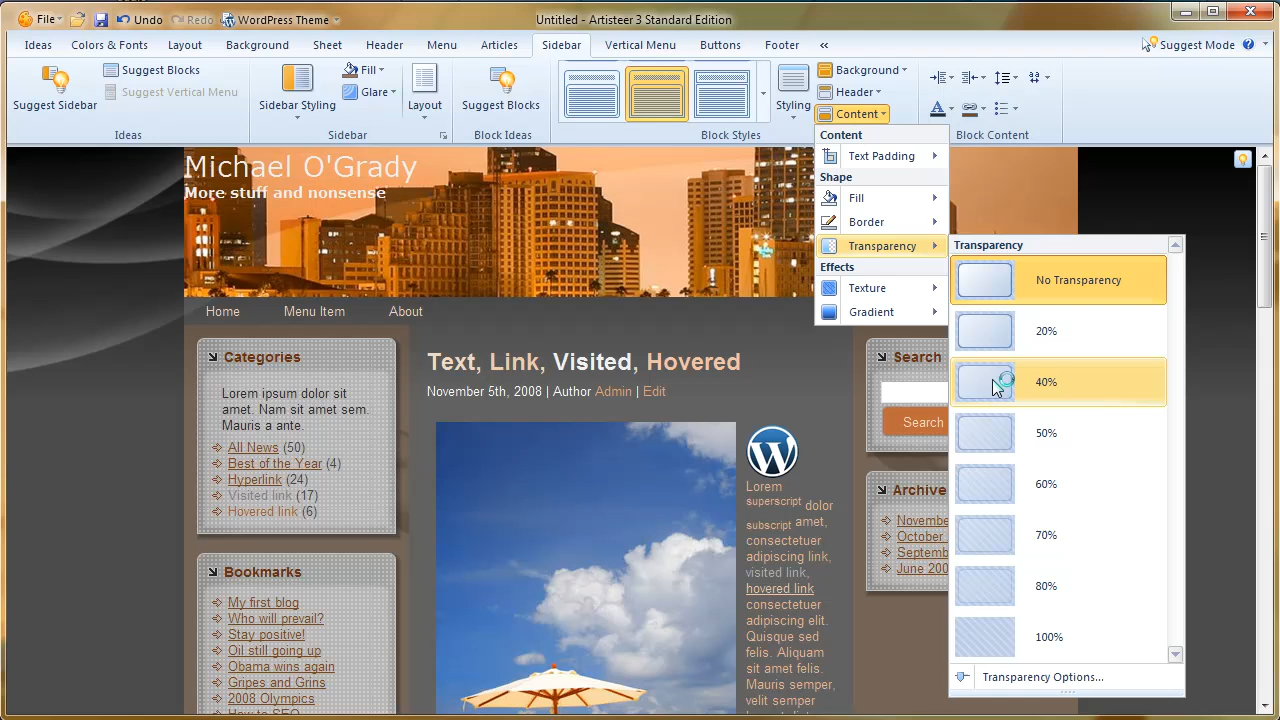 File Undo Redo WordPress Theme Untitled - Artisteer 3 Standard Edition
Ideas Colors & Fonts Layout Background Sheet Header Menu Articles Sidebar Vertical Menu Buttons Footer « Suggest Mode
Suggest Sidebar
Suggest Blocks
Suggest Vertical Menu
Ideas
Sidebar Styling
Fill
Glare
Layout
Sidebar
Suggest Blocks
Block Ideas
Styling
Block Styles
Background
Header
Content
Block Content
Content
Text Padding
Shape
Fill
Border
Transparency
Effects
Texture
Gradient
Transparency
No Transparency
20%
40%
50%
60%
70%
80%
100%
Transparency Options...
Michael O'Grady
More stuff and nonsense
Home Menu Item About
Categories
Lorem ipsum dolor sit
amet. Nam sit amet sem.
Mauris a ante.
All News (50)
Best of the Year (4)
Hyperlink (24)
Visited link (17)
Hovered link (6)
Bookmarks
My first blog
Who will prevail?
Stay positive!
Oil still going up
Obama wins again
Gripes and Grins
2008 Olympics
How to SEO
Text, Link, Visited, Hovered
November 5th, 2008 | Author Admin | Edit
Lorem
superscript dolor
subscript amet,
consectetuer
adipiscing link,
visited link,
hovered link
consectetuer
adipiscing elit.
Quisque sed
felis. Aliquam
sit amet felis.
Mauris semper,
velit semper
Search
Search
Archive
Novembe
October
Septemb
June 200